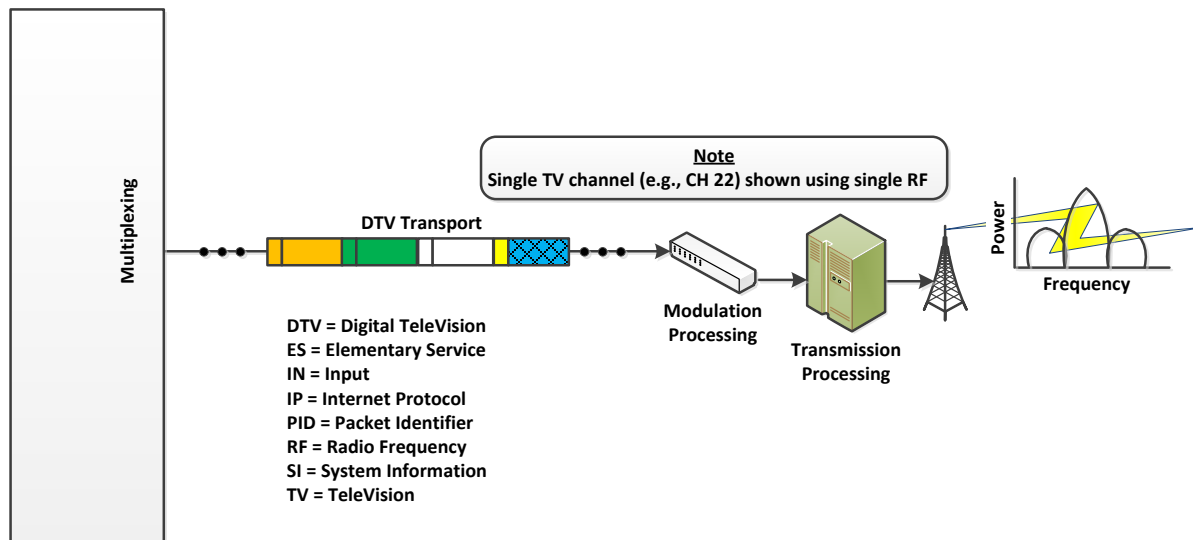 Multiplexing
Note
Single TV channel (e.g., CH 22) shown using single RF
DTV Transport
Modulation
Processing
Transmission
Processing
Power
Frequency
DTV = Digital TeleVision
ES = Elementary Service
IN = Input
IP = Internet Protocol
PID = Packet Identifier
RF = Radio Frequency
SI = System Information
TV = TeleVision